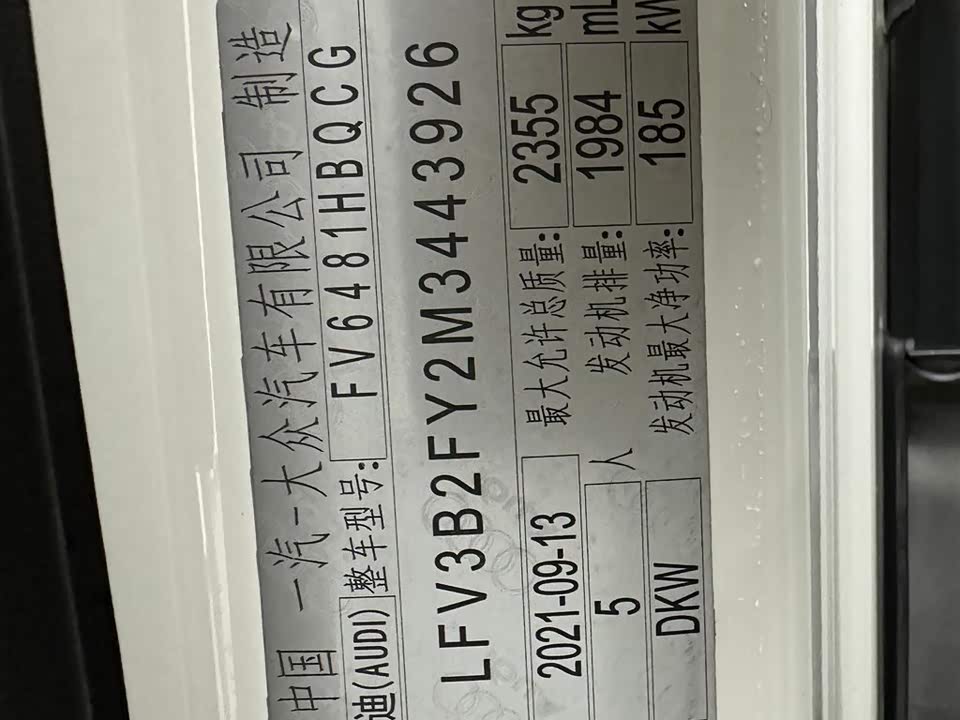 中国 一汽-大众汽车有限公司 制造
迪(AUDI) 整车型号: FV6481HBQCG
LFV3B2FY2M3443926
2021-09-13 最大允许总质量: 2355 kg
5 人 发动机排量: 1984 mL
DKW 发动机最大净功率: 185 kW